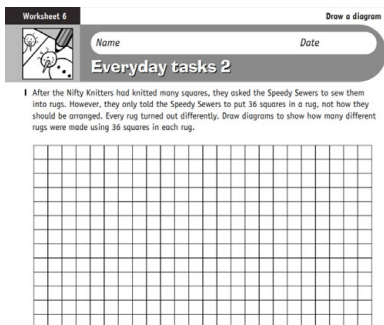 Worksheet 6
Draw a diagram
Name
Date
Everyday tasks 2
1 After the Nifty Knitters had knitted many squares, they asked the Speedy Sewers to sew them
into rugs. However, they only told the Speedy Sewers to put 36 squares in a rug, not how they
should be arranged. Every rug turned out differently. Draw diagrams to show how many different
rugs were made using 36 squares in each rug.